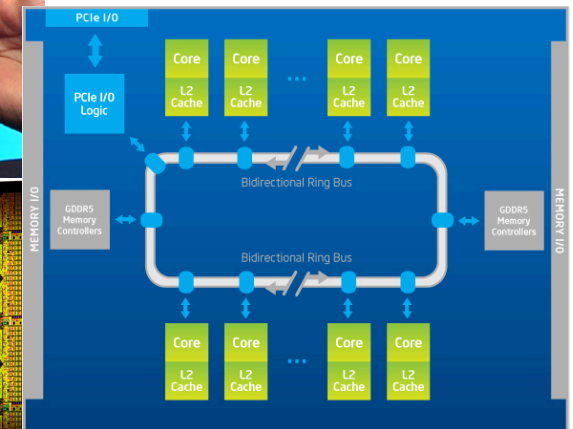 PCIe I/O
PCIe I/O
Logic
Core
L2
Cache
Core
L2
Cache
...
Core
L2
Cache
Core
L2
Cache
Bidirectional Ring Bus
MEMORY I/O
GDDR5
Memory
Controllers
GDDR5
Memory
Controllers
MEMORY I/O
Bidirectional Ring Bus
Core
L2
Cache
Core
L2
Cache
...
Core
L2
Cache
Core
L2
Cache